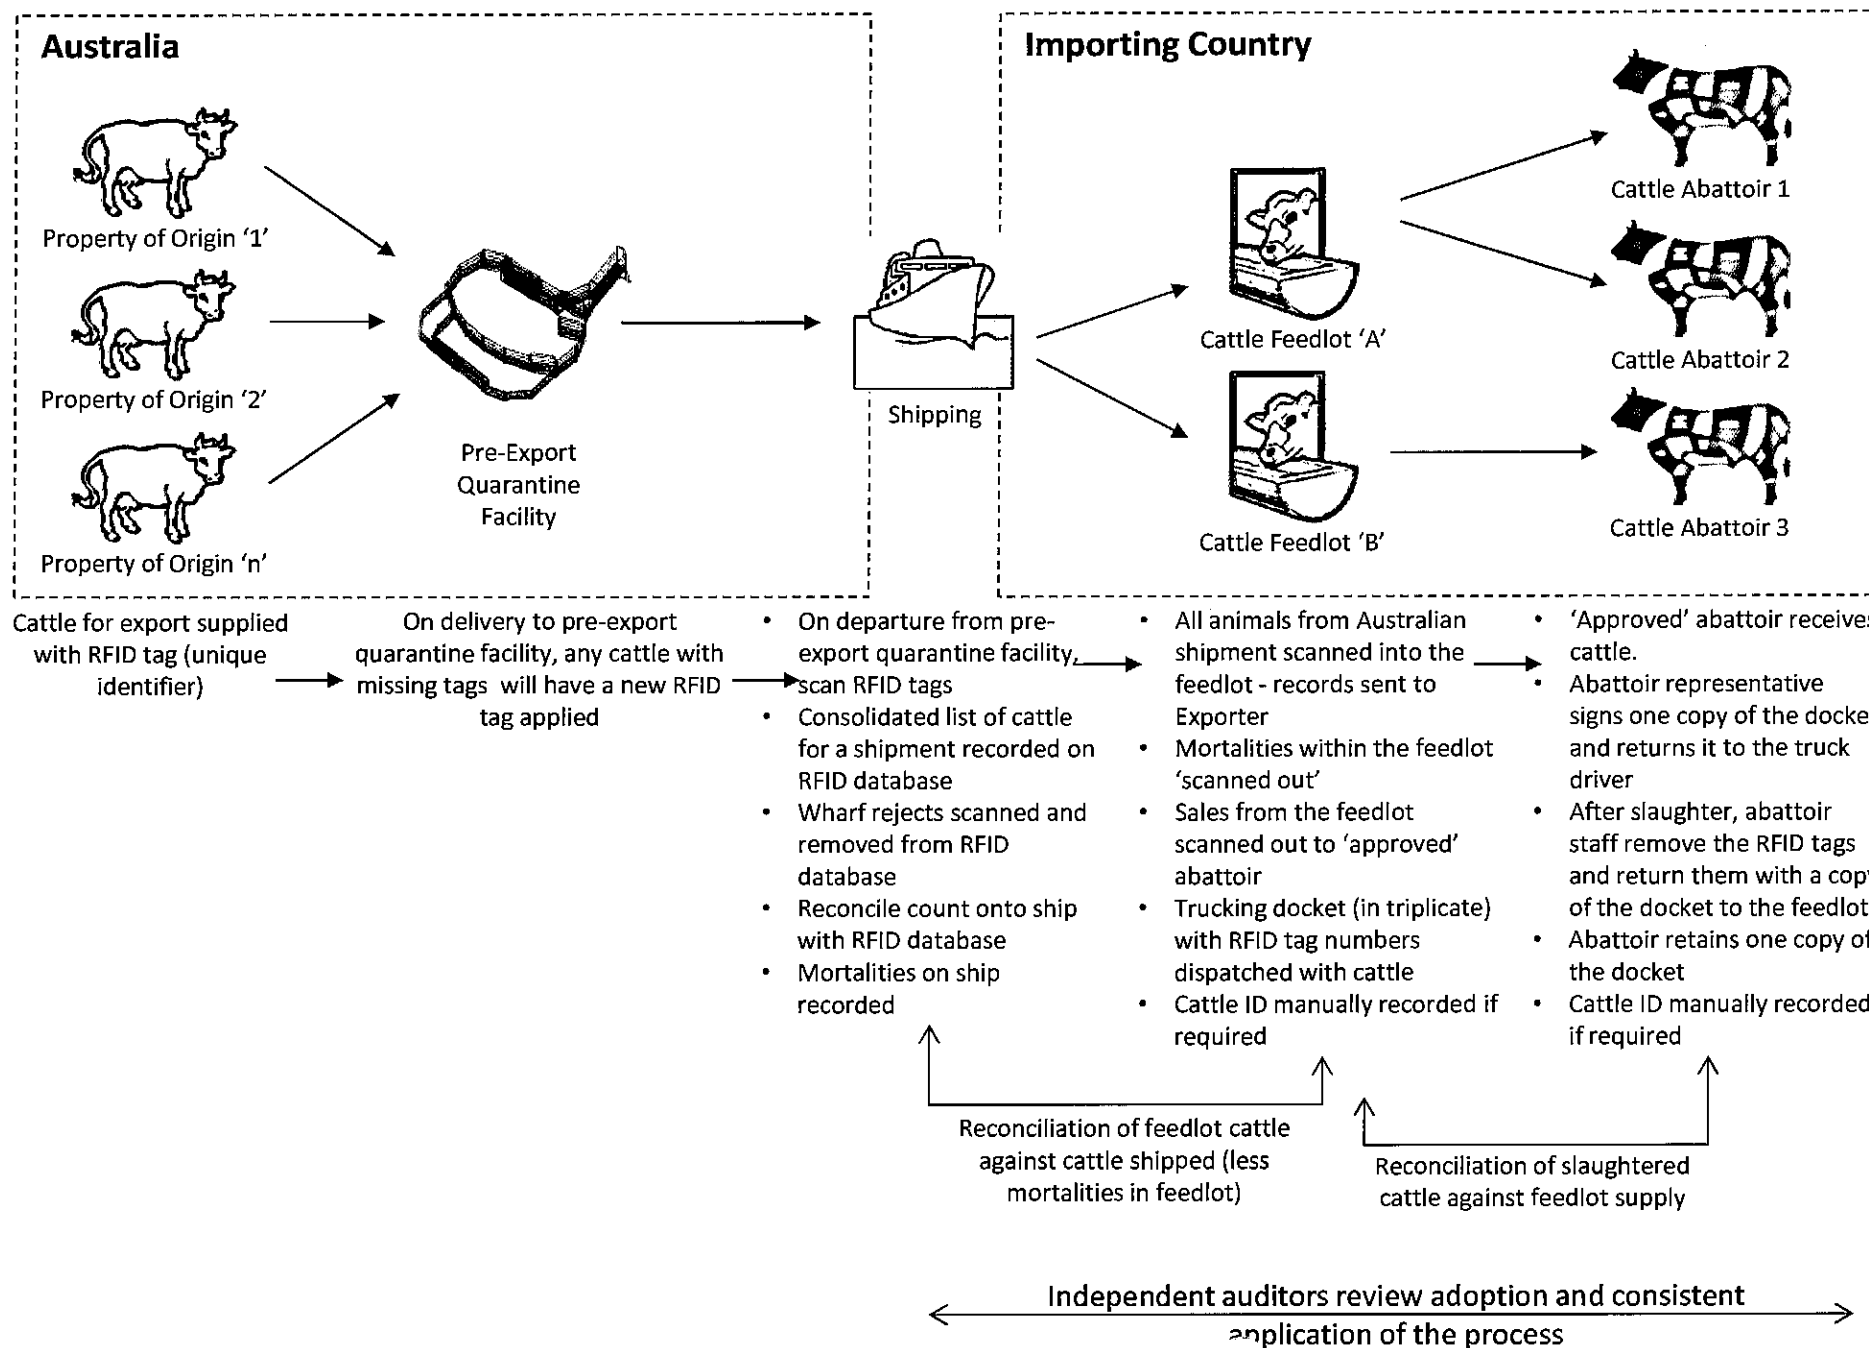 Australia
Importing Country
Property of Origin '1'
Property of Origin '2'
Property of Origin 'n'
Pre-Export
Quarantine
Facility
Shipping
Cattle Feedlot 'A'
Cattle Feedlot 'B'
Cattle Abattoir 1
Cattle Abattoir 2
Cattle Abattoir 3
Cattle for export supplied
with RFID tag (unique
identifier)
On delivery to pre-export
quarantine facility, any cattle with
missing tags will have a new RFID
tag applied
• On departure from pre-
export quarantine facility,
scan RFID tags
• Consolidated list of cattle
for a shipment recorded on
RFID database
• Wharf rejects scanned and
removed from RFID
database
• Reconcile count onto ship
with RFID database
• Mortalities on ship
recorded
• All animals from Australian
shipment scanned into the
feedlot - records sent to
Exporter
• Mortalities within the feedlot
'scanned out'
• Sales from the feedlot
scanned out to 'approved'
abattoir
• Trucking docket (in triplicate)
with RFID tag numbers
dispatched with cattle
• Cattle ID manually recorded if
required
• 'Approved' abattoir receives
cattle.
• Abattoir representative
signs one copy of the docke
and returns it to the truck
driver
• After slaughter, abattoir
staff remove the RFID tags
and return them with a copy
of the docket to the feedlot
• Abattoir retains one copy of
the docket
• Cattle ID manually recorded
if required
Reconciliation of feedlot cattle
against cattle shipped (less
mortalities in feedlot)
Reconciliation of slaughtered
cattle against feedlot supply
Independent auditors review adoption and consistent
application of the process